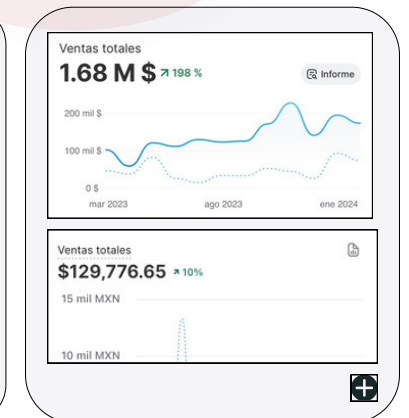 Ventas totales
1.68 M $ ↗ 198 %
Informe
200 mil $
100 mil $
0 $
mar 2023 ago 2023 ene 2024
Ventas totales
$129,776.65 ↗ 10%
15 mil MXN
10 mil MXN